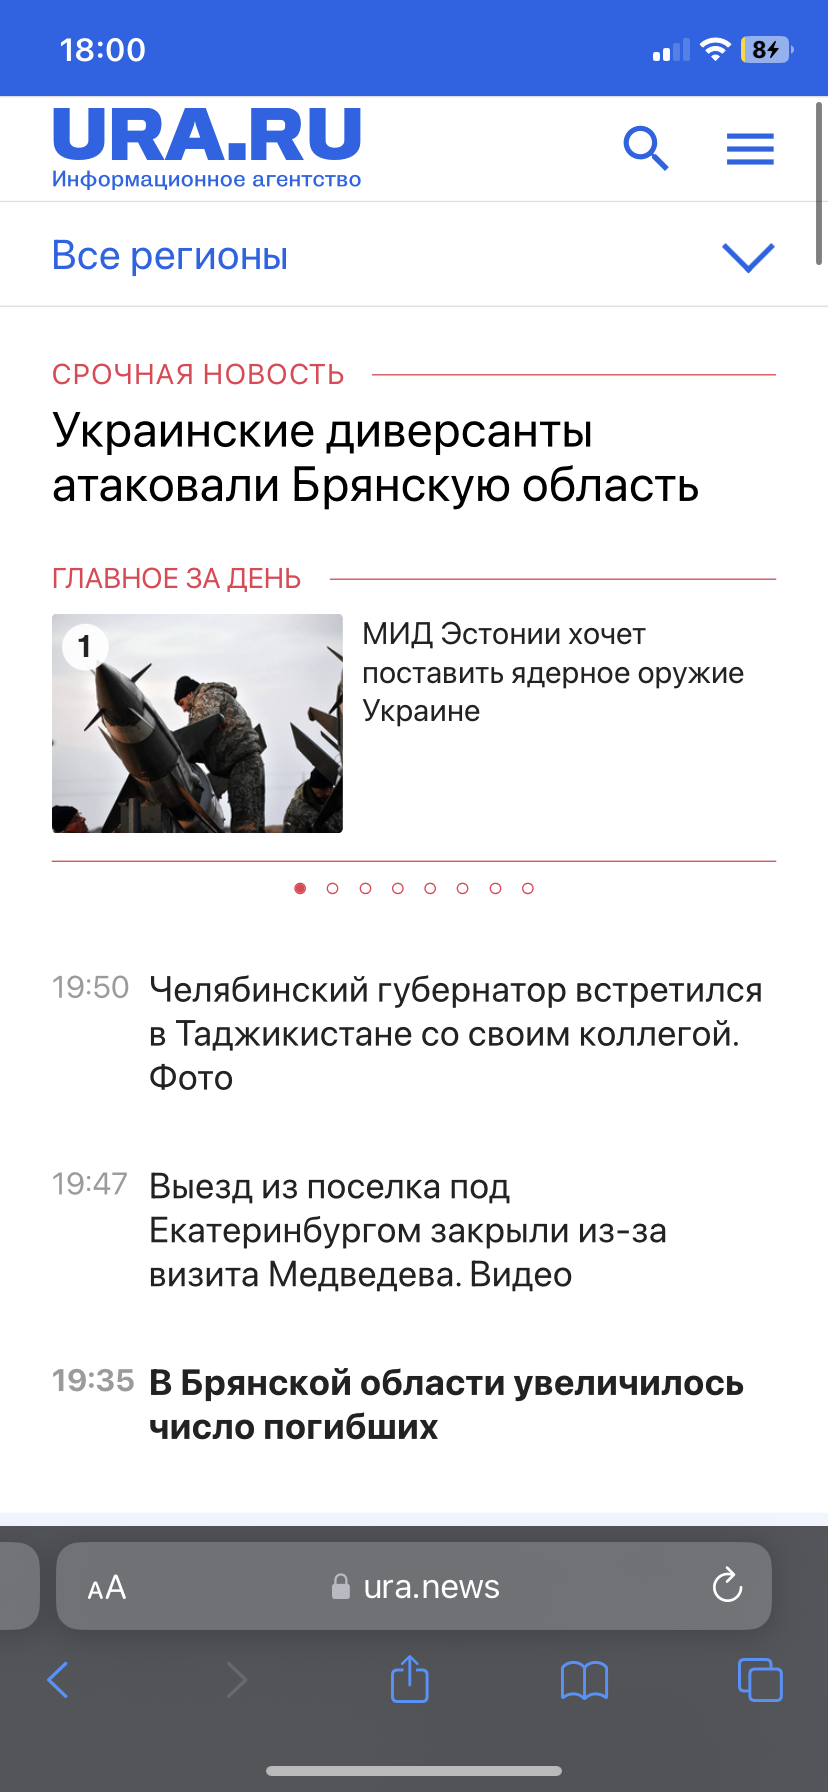 18:00
8
URA.RU
Информационное агентство
Все регионы
СРОЧНАЯ НОВОСТЬ
Украинские диверсанты
атаковали Брянскую область
ГЛАВНОЕ ЗА ДЕНЬ
1
МИД Эстонии хочет
поставить ядерное оружие
Украине
19:50 Челябинский губернатор встретился
в Таджикистане со своим коллегой.
Фото
19:47 Выезд из поселка под
Екатеринбургом закрыли из-за
визита Медведева. Видео
19:35 В Брянской области увеличилось
число погибших
AA
ura.news